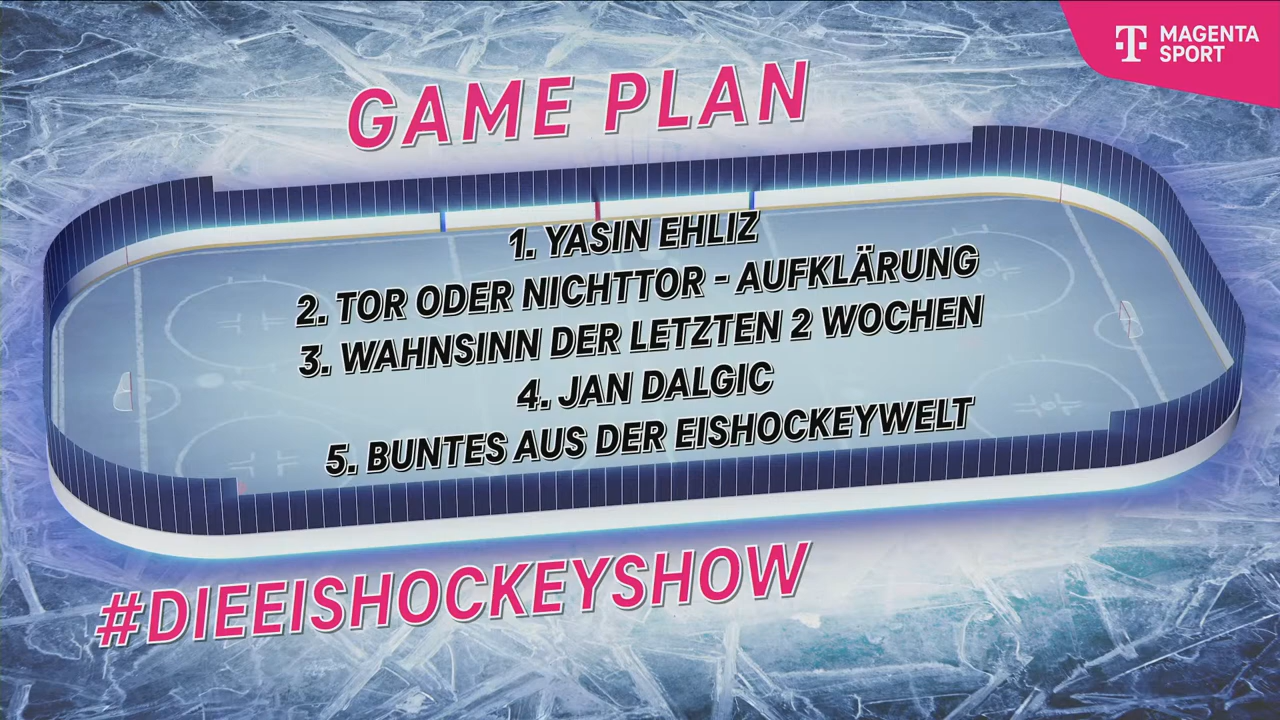 MAGENTA
SPORT
GAME PLAN
1. YASIN EHLIZ
2. TOR ODER NICHTTOR - AUFKLÄRUNG
3. WAHNSINN DER LETZTEN 2 WOCHEN
4. JAN DALGIC
5. BUNTES AUS DER EISHOCKEYWELT
#DIEEISHOCKEYSHOW